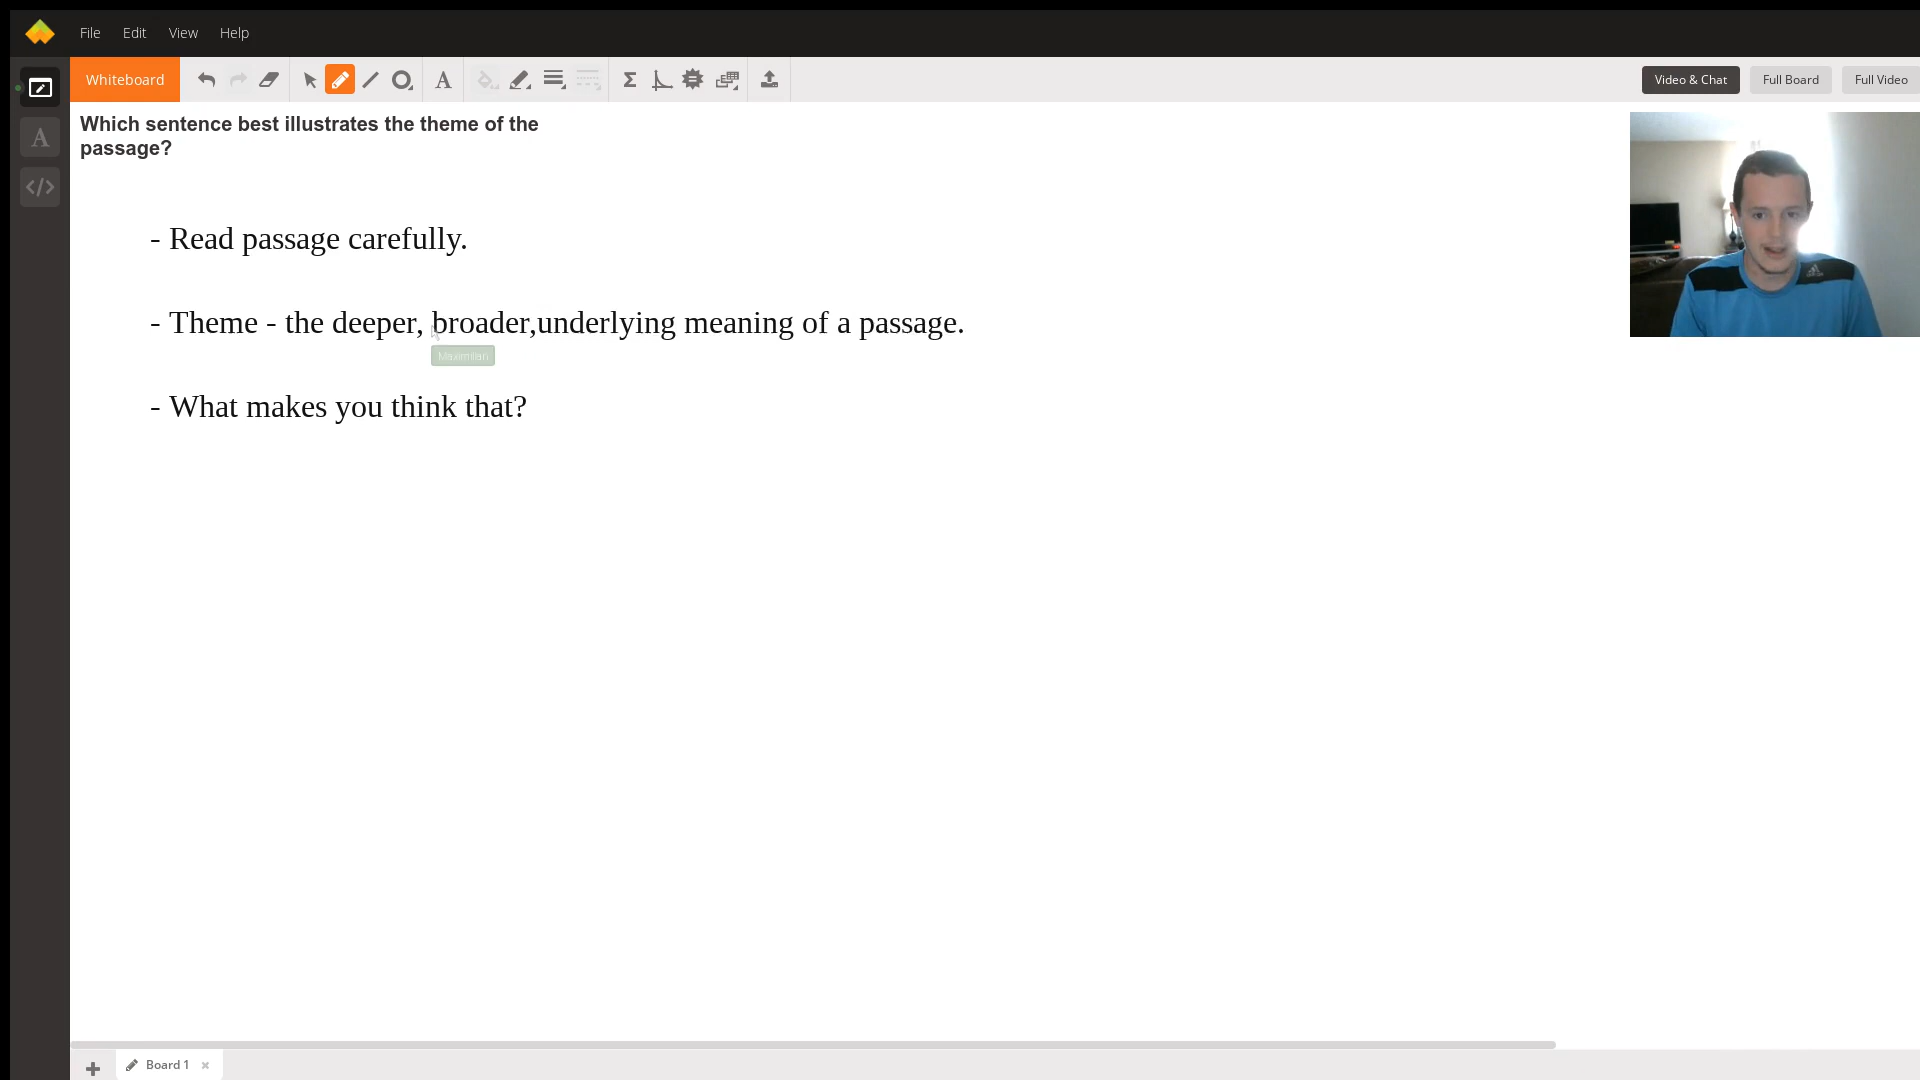 File Edit View Help
Whiteboard
Video & Chat Full Board Full Video
Which sentence best illustrates the theme of the
passage?
- Read passage carefully.
- Theme - the deeper, broader,underlying meaning of a passage.
Maximilian
- What makes you think that?
Board 1